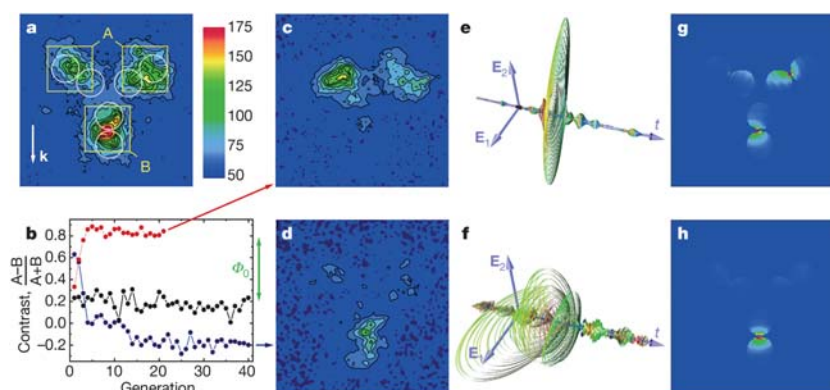 a
A
B
k
175
150
125
100
75
50
c
e
E2
E1
t
g
b
Contrast, A−B/A+B
0.8
0.6
0.4
0.2
0.0
−0.2
Φ0
0 10 20 30 40
Generation
d
f
E2
E1
t
h